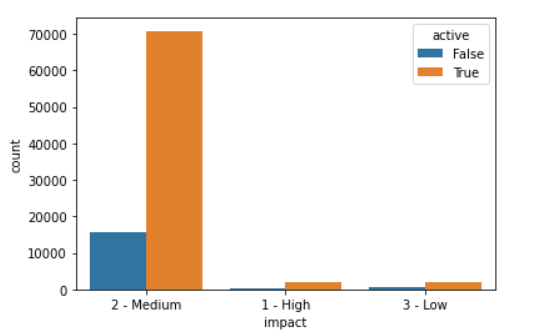 active
False
True
70000
60000
50000
40000
30000
20000
10000
0
count
2 - Medium
1 - High
3 - Low
impact